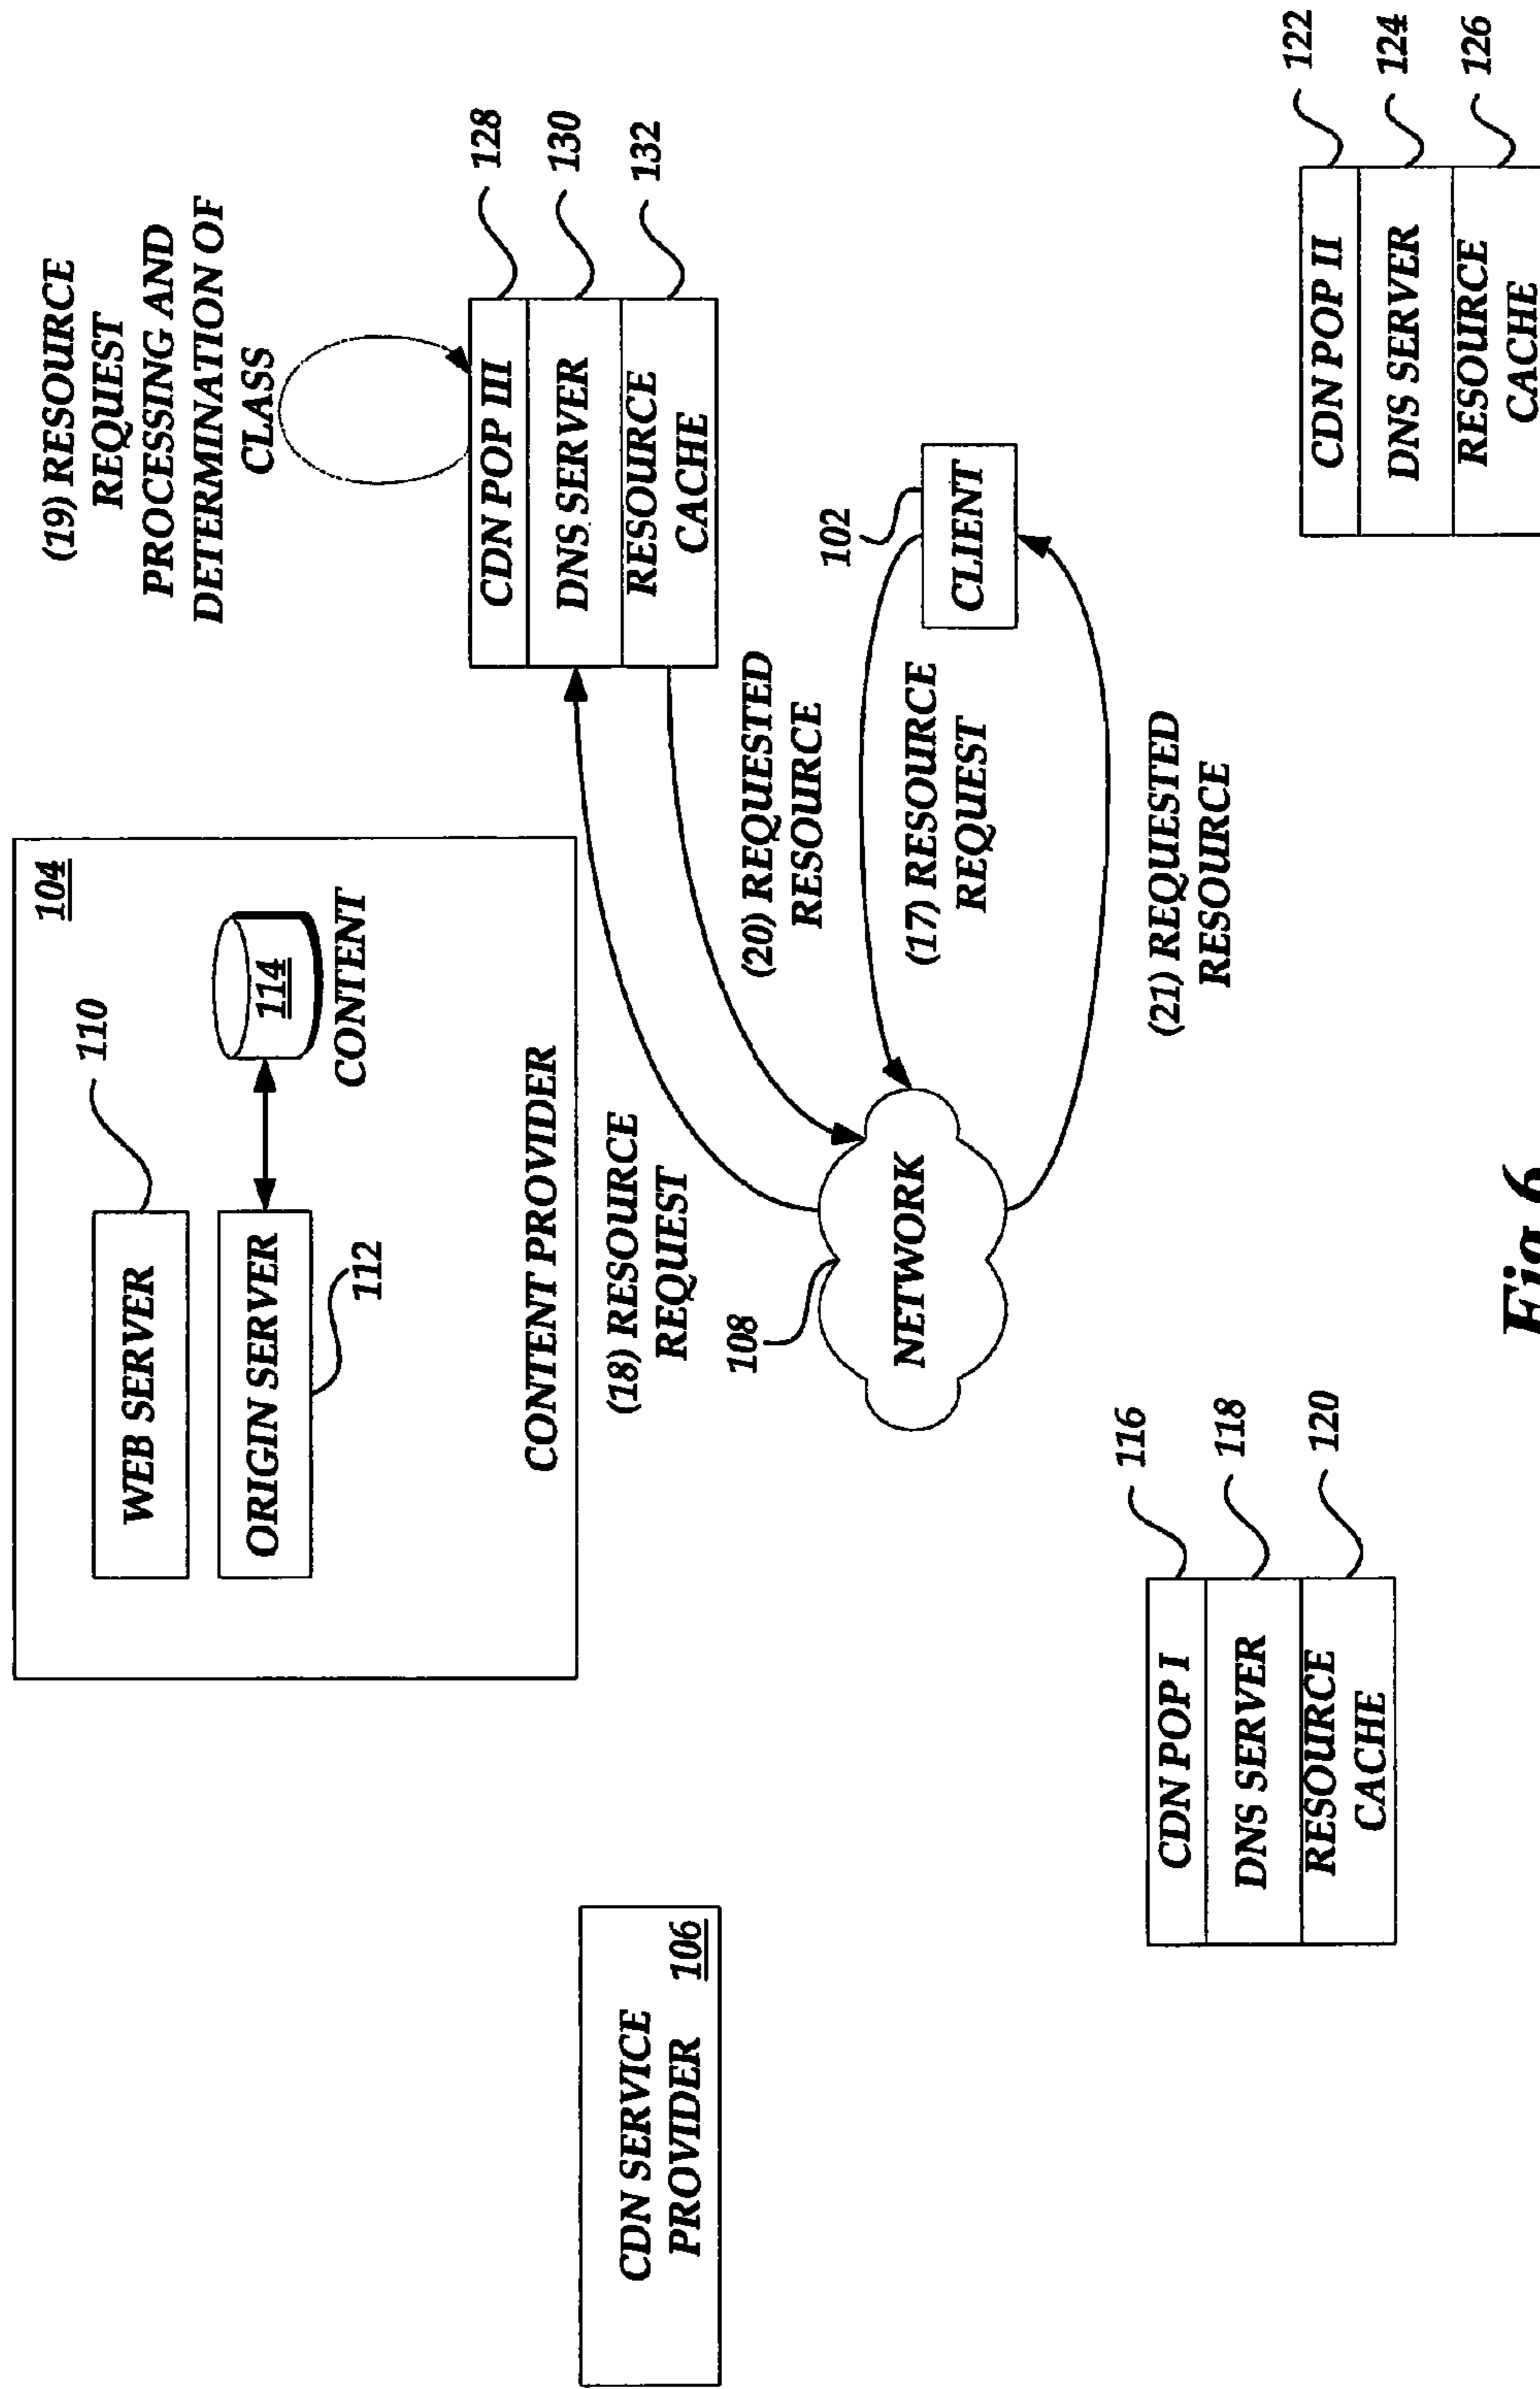 104
WEB SERVER
110
ORIGIN SERVER
112
114
CONTENT
CONTENT PROVIDER
(19) RESOURCE
REQUEST
PROCESSING AND
DETERMINATION OF
CLASS
CDN SERVICE
PROVIDER
106
(18) RESOURCE
REQUEST
CDN POP III
DNS SERVER
RESOURCE
CACHE
128
130
132
(20) REQUESTED
RESOURCE
108
NETWORK
(17) RESOURCE
REQUEST
102
CLIENT
(21) REQUESTED
RESOURCE
CDN POP I
DNS SERVER
RESOURCE
CACHE
116
118
120
CDN POP II
DNS SERVER
RESOURCE
CACHE
122
124
126
Fig. 6.